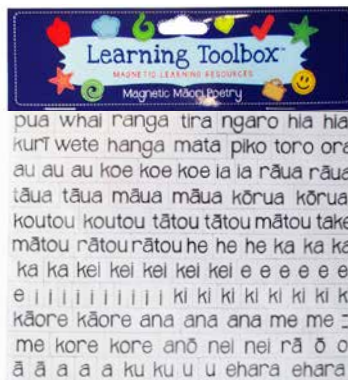 Learning Toolbox™
MAGNETIC LEARNING RESOURCES
Magnetic Māori Poetry
pua whai ranga tira ngaro hia hia
kurī wete hanga mata piko toro ora
au au au koe koe koe ia ia rāua rāua
tāua tāua māua māua kōrua kōrua
koutou koutou tātou tātou mātou take
mātou rātou rātou he he he ka ka ka
ka ka kei kei kei kei kei e e e e e e
e i i i i i i i i i i ki ki ki ki ki ki k
kāore kāore ana ana ana me me
me kore kore anō nei nei rā ō o
ā ā a a a a ku ku u u ehara ehara